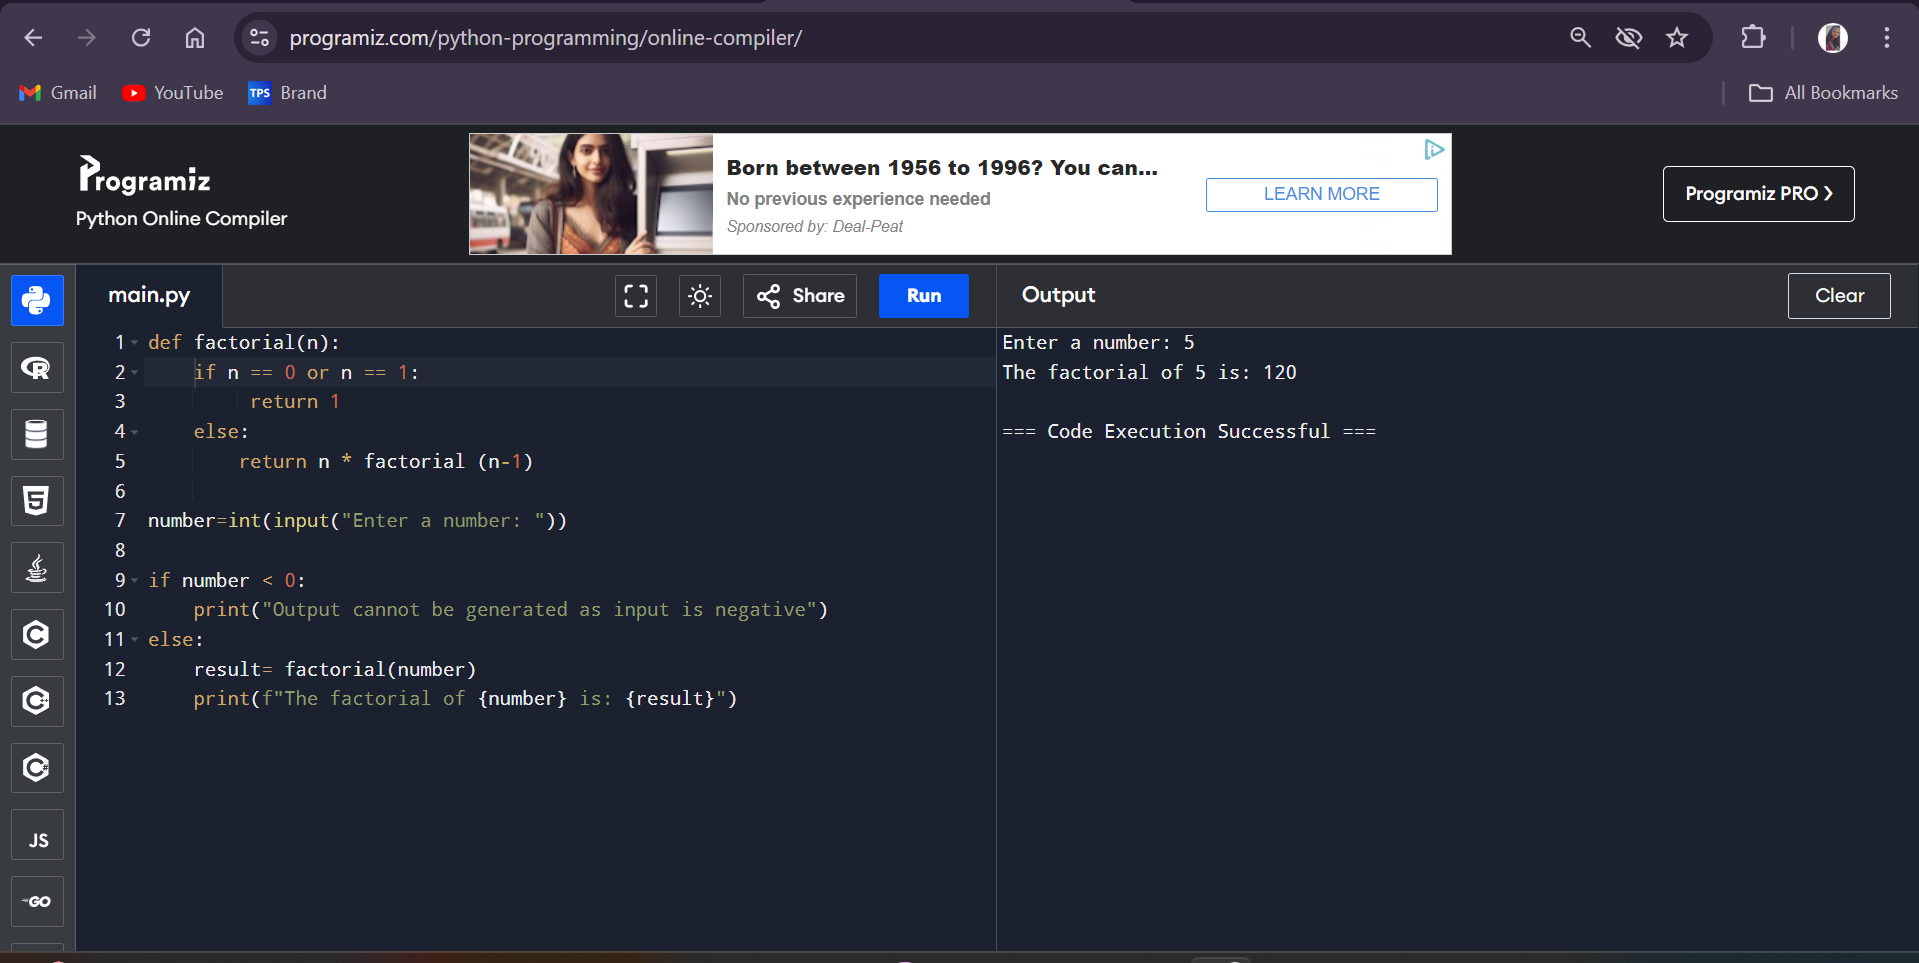 programiz.com/python-programming/online-compiler/
Gmail YouTube TPS Brand All Bookmarks
Programiz
Python Online Compiler
Born between 1956 to 1996? You can...
No previous experience needed
Sponsored by: Deal-Peaf
LEARN MORE
Programiz PRO ❯
main.py Share Run Output Clear
1 def factorial(n):
2     if n == 0 or n == 1:
3          return 1
4     else:
5         return n * factorial (n-1)
6
7 number=int(input("Enter a number: "))
8
9 if number < 0:
10     print("Output cannot be generated as input is negative")
11 else:
12     result= factorial(number)
13     print(f"The factorial of {number} is: {result}")
Enter a number: 5
The factorial of 5 is: 120
=== Code Execution Successful ===
R
5
C
C++
C#
JS
GO